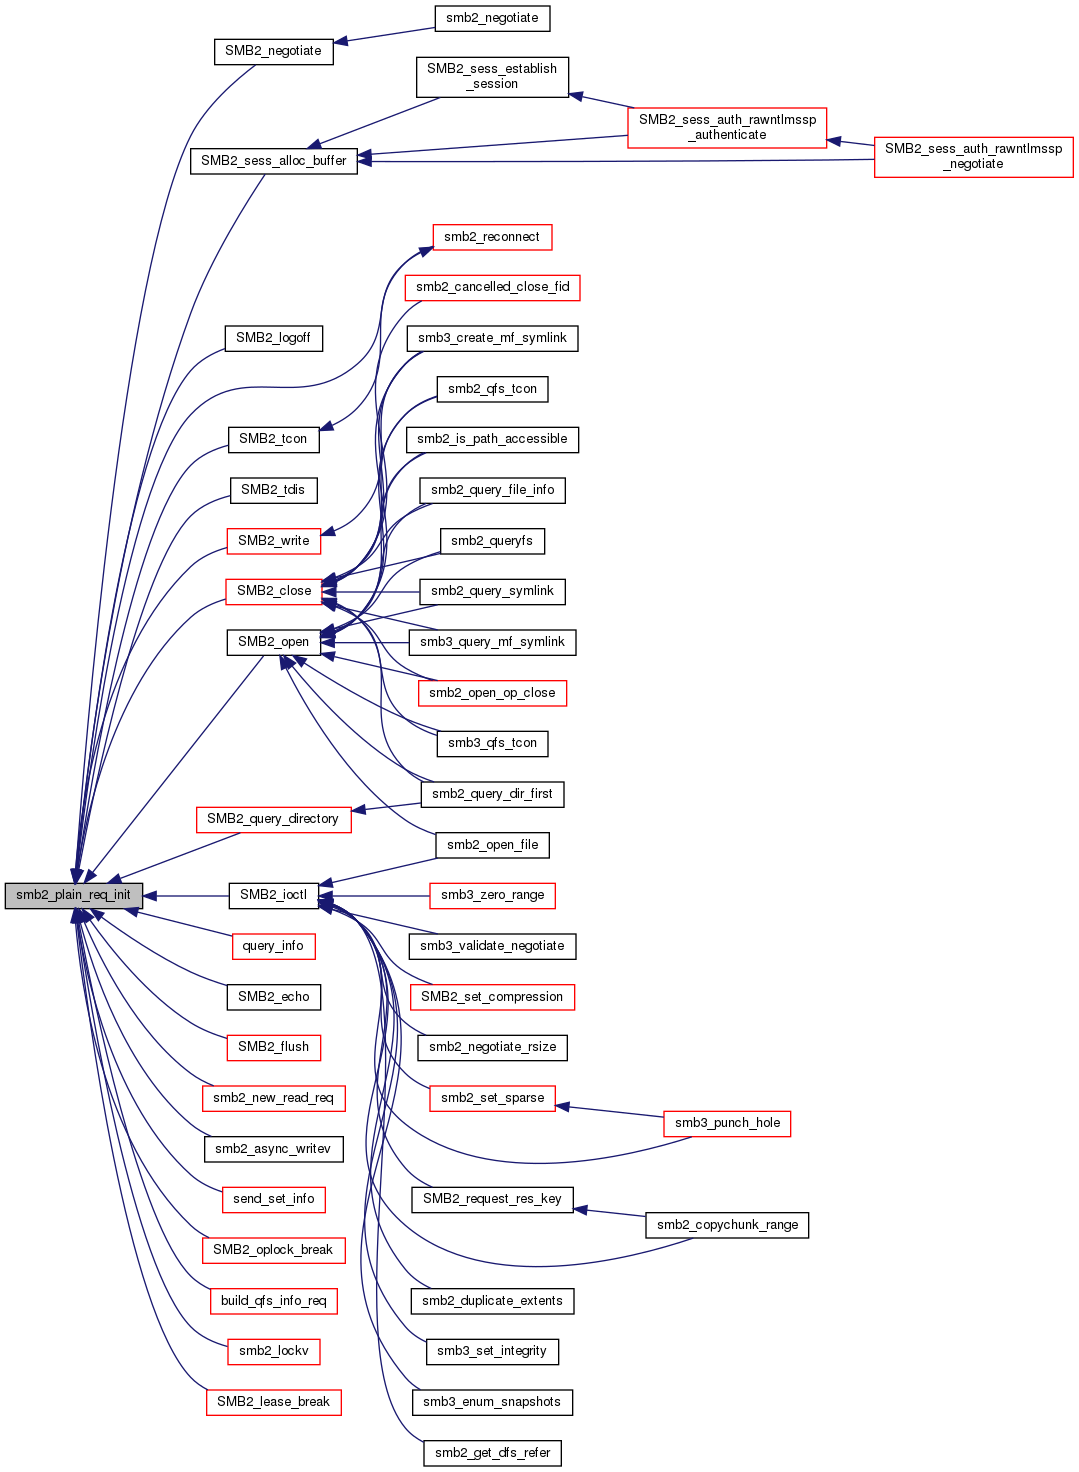 smb2_negotiate
SMB2_negotiate
SMB2_sess_establish
_session
SMB2_sess_auth_rawntlmssp
_authenticate
SMB2_sess_auth_rawntlmssp
_negotiate
SMB2_sess_alloc_buffer
smb2_reconnect
smb2_cancelled_close_fid
SMB2_logoff
smb3_create_mf_symlink
smb2_qfs_tcon
SMB2_tcon
smb2_is_path_accessible
SMB2_tdis
smb2_query_file_info
SMB2_write
smb2_queryfs
SMB2_close
smb2_query_symlink
SMB2_open
smb3_query_mf_symlink
smb2_open_op_close
smb3_qfs_tcon
smb2_query_dir_first
SMB2_query_directory
smb2_open_file
smb2_plain_req_init
SMB2_ioctl
smb3_zero_range
query_info
smb3_validate_negotiate
SMB2_echo
SMB2_set_compression
SMB2_flush
smb2_negotiate_rsize
smb2_new_read_req
smb2_set_sparse
smb3_punch_hole
smb2_async_writev
send_set_info
SMB2_request_res_key
smb2_copychunk_range
SMB2_oplock_break
build_qfs_info_req
smb2_duplicate_extents
smb2_lockv
smb3_set_integrity
SMB2_lease_break
smb3_enum_snapshots
smb2_get_dfs_refer